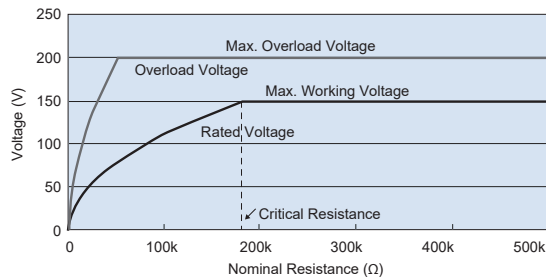 250
200
150
100
50
0
Voltage (V)
Max. Overload Voltage
Overload Voltage
Max. Working Voltage
Rated Voltage
Critical Resistance
0
100k
200k
300k
400k
500k
Nominal Resistance (Ω)